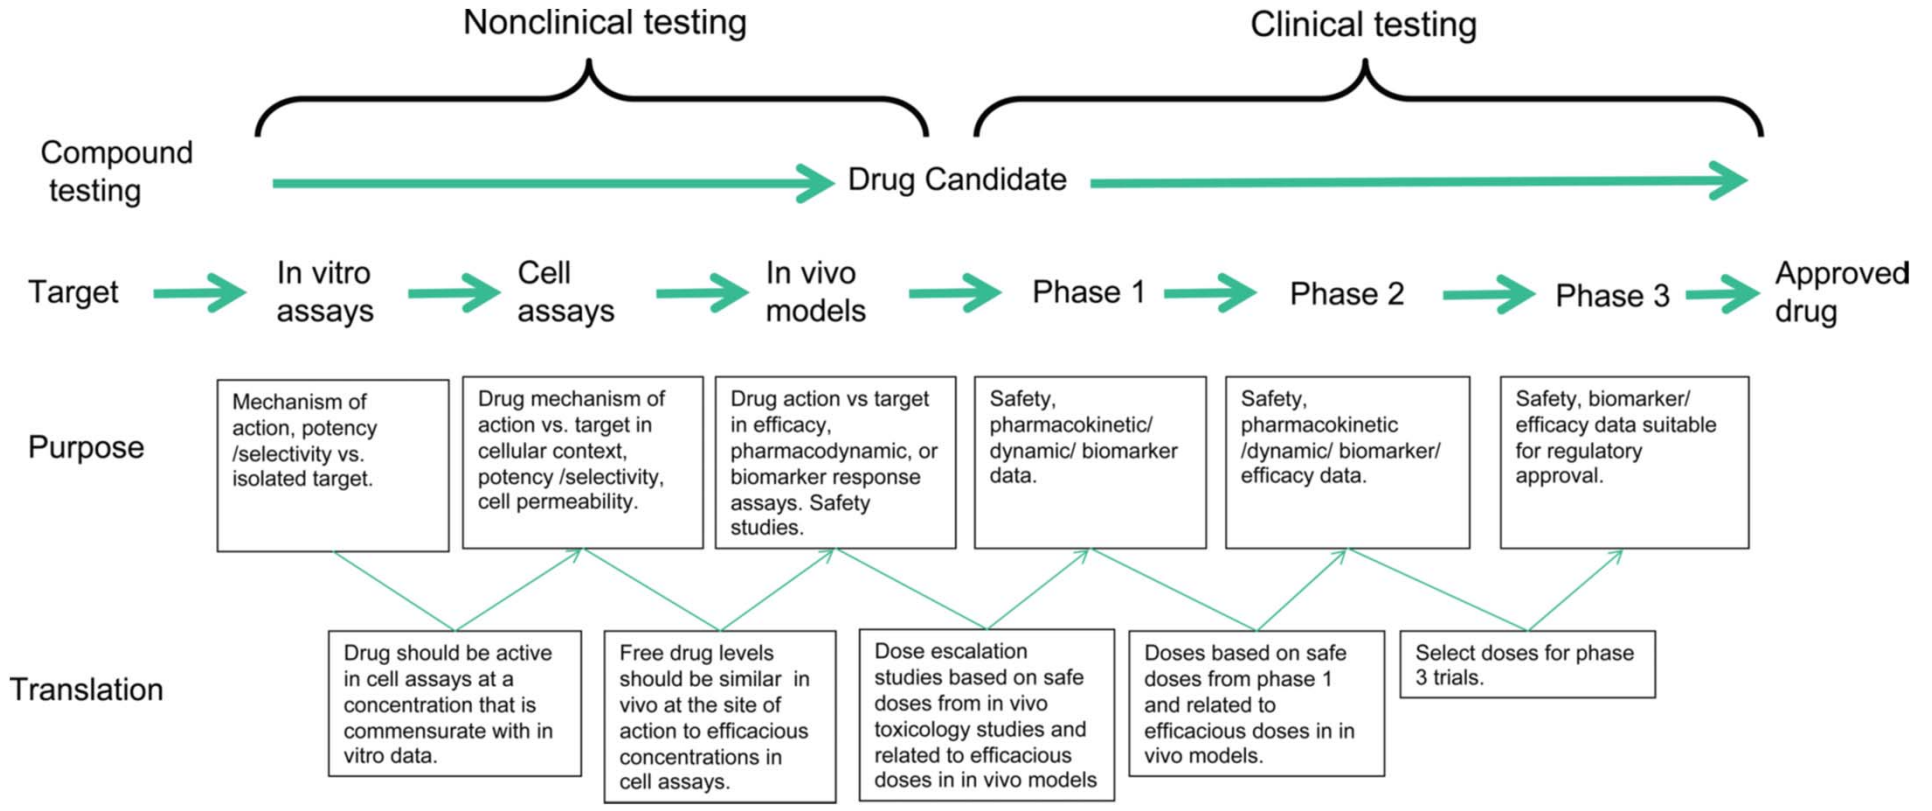 Nonclinical testing
Clinical testing
Compound
testing
Drug Candidate
Target
In vitro
assays
Cell
assays
In vivo
models
Phase 1
Phase 2
Phase 3
Approved
drug
Purpose
Mechanism of
action, potency
/selectivity vs.
isolated target.
Drug mechanism of
action vs. target in
cellular context,
potency /selectivity,
cell permeability.
Drug action vs target
in efficacy,
pharmacodynamic, or
biomarker response
assays. Safety
studies.
Safety,
pharmacokinetic/
dynamic/ biomarker
data.
Safety,
pharmacokinetic
/dynamic/ biomarker/
efficacy data.
Safety, biomarker/
efficacy data suitable
for regulatory
approval.
Translation
Drug should be active
in cell assays at a
concentration that is
commensurate with in
vitro data.
Free drug levels
should be similar in
vivo at the site of
action to efficacious
concentrations in
cell assays.
Dose escalation
studies based on safe
doses from in vivo
toxicology studies and
related to efficacious
doses in in vivo models
Doses based on safe
doses from phase 1
and related to
efficacious doses in in
vivo models.
Select doses for phase
3 trials.